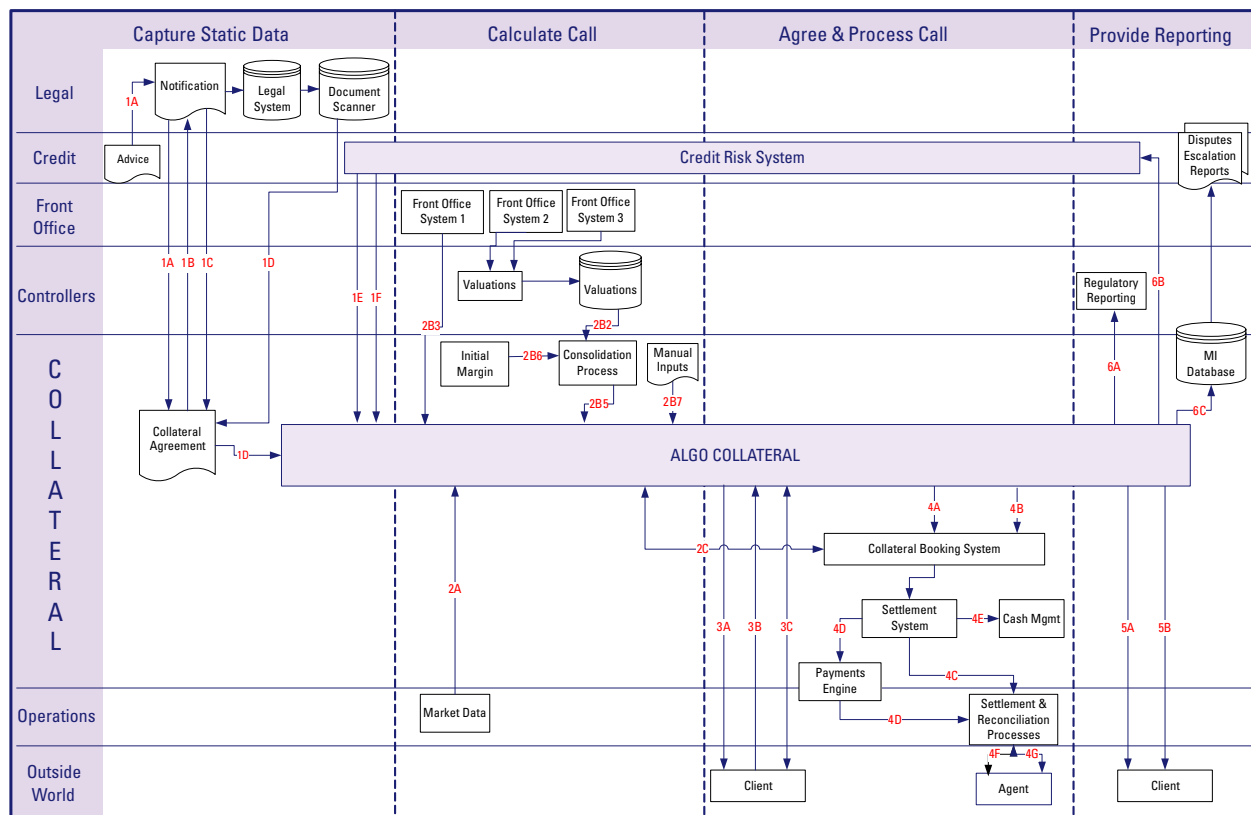 Capture Static Data
Calculate Call
Agree & Process Call
Provide Reporting
Legal
1A
Notification
Legal
System
Document
Scanner
Credit
Advice
Credit Risk System
Disputes
Escalation
Reports
Front
Office
Front Office
System 1
Front Office
System 2
Front Office
System 3
Controllers
1A
1B
1C
1D
1E
1F
2B3
Valuations
Valuations
2B2
Regulatory
Reporting
6B
6A
COLLATERAL
Initial
Margin
2B6
Consolidation
Process
Manual
Inputs
2B5
2B7
MI
Database
6C
Collateral
Agreement
1D
ALGO COLLATERAL
2A
2C
3A
3B
3C
4A
4B
Collateral Booking System
Settlement
System
4E
Cash Mgmt
4D
4C
Payments
Engine
5A
5B
Operations
Market Data
4D
Settlement &
Reconciliation
Processes
Outside
World
Client
4F
4G
Agent
Client